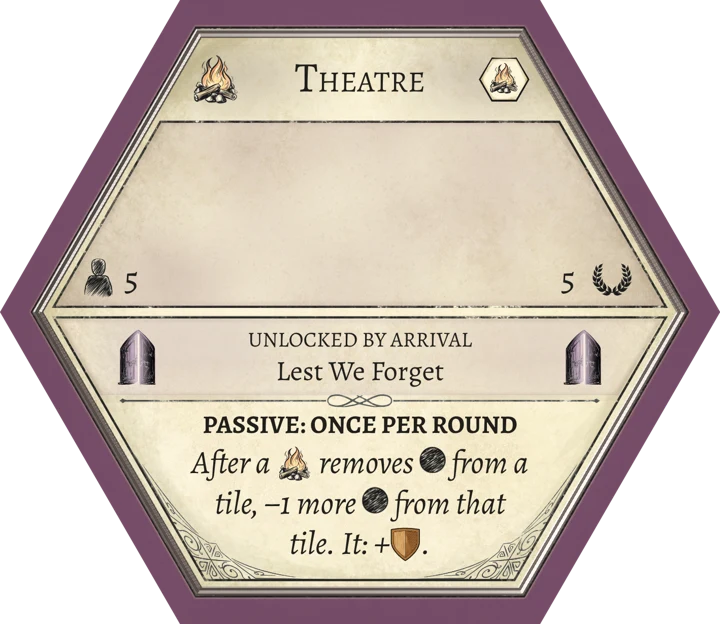 Theatre
5
5
UNLOCKED BY ARRIVAL
Lest We Forget
PASSIVE: ONCE PER ROUND
After a removes from a
tile, –1 more from that
tile. It: + .